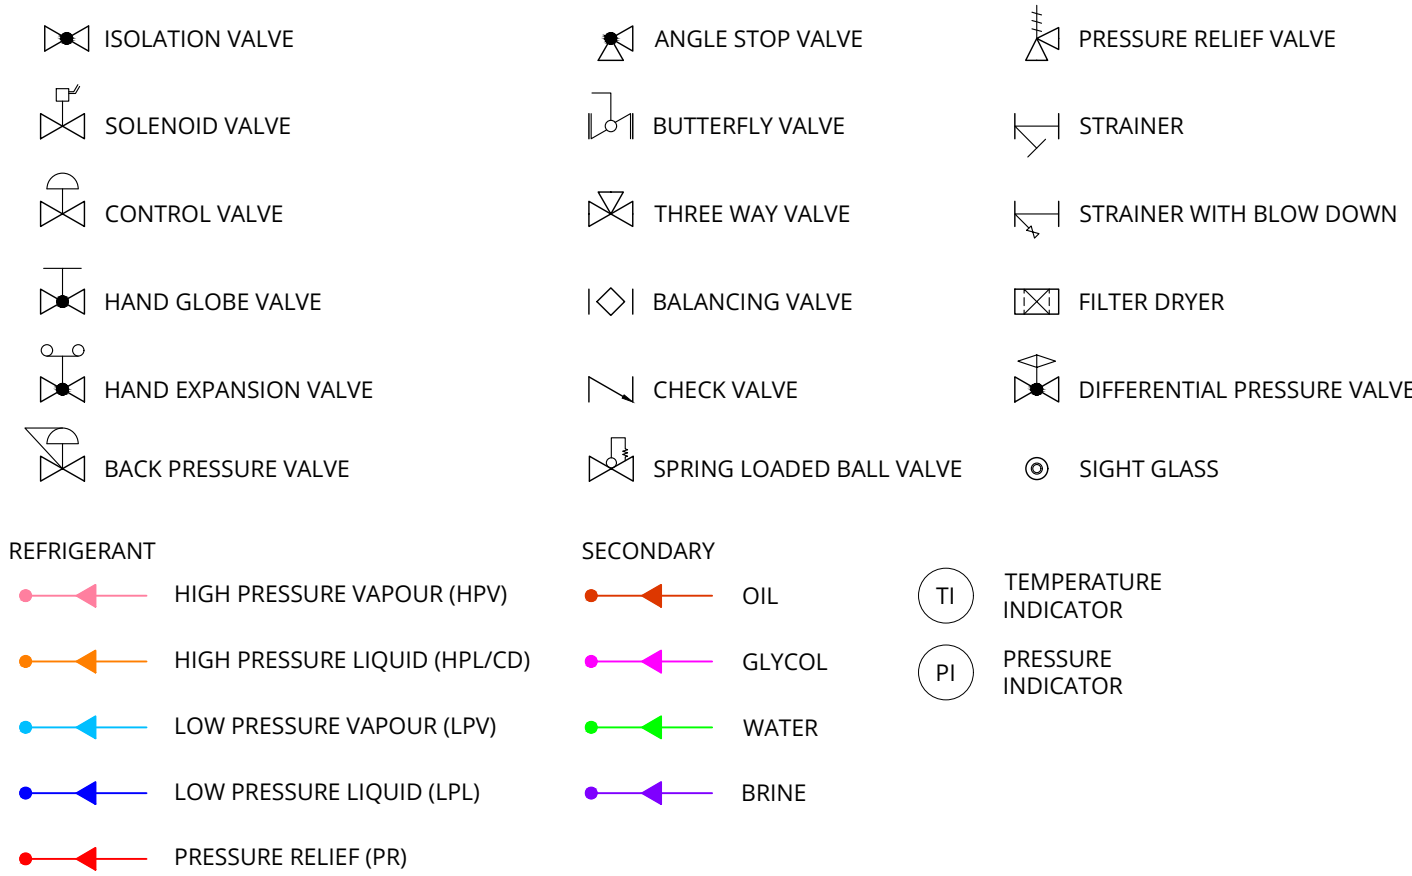 ISOLATION VALVE
ANGLE STOP VALVE
PRESSURE RELIEF VALVE
SOLENOID VALVE
BUTTERFLY VALVE
STRAINER
CONTROL VALVE
THREE WAY VALVE
STRAINER WITH BLOW DOWN
HAND GLOBE VALVE
BALANCING VALVE
FILTER DRYER
HAND EXPANSION VALVE
CHECK VALVE
DIFFERENTIAL PRESSURE VALVE
BACK PRESSURE VALVE
SPRING LOADED BALL VALVE
SIGHT GLASS
REFRIGERANT
HIGH PRESSURE VAPOUR (HPV)
HIGH PRESSURE LIQUID (HPL/CD)
LOW PRESSURE VAPOUR (LPV)
LOW PRESSURE LIQUID (LPL)
PRESSURE RELIEF (PR)
SECONDARY
OIL
GLYCOL
WATER
BRINE
TI
TEMPERATURE
INDICATOR
PI
PRESSURE
INDICATOR